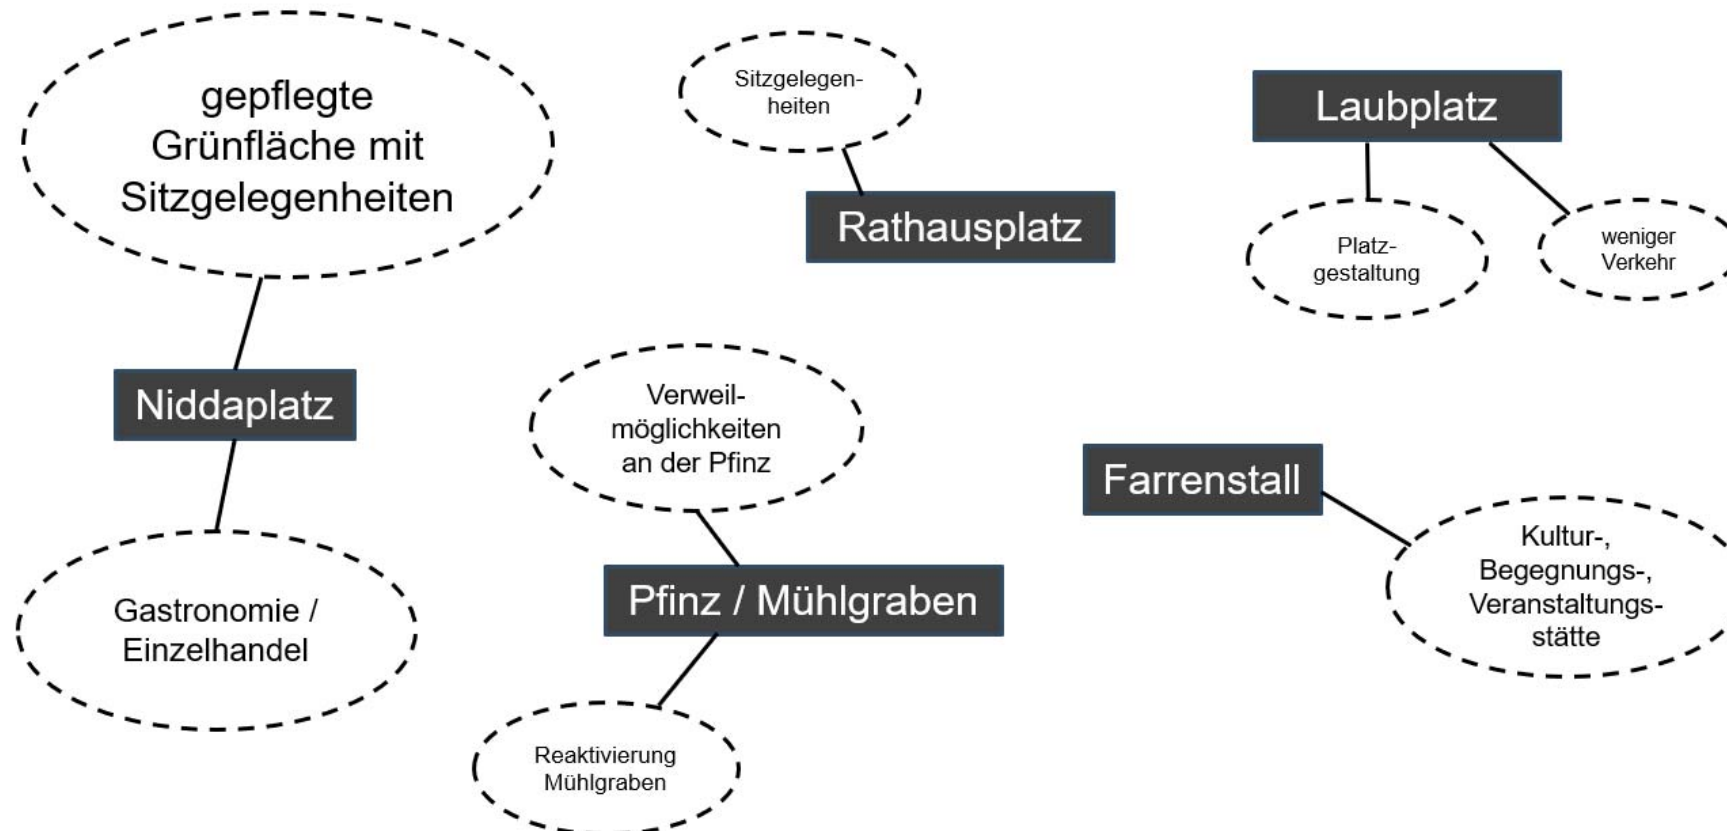 gepflegte
Grünfläche mit
Sitzgelegenheiten
Niddaplatz
Gastronomie /
Einzelhandel
Sitzgelegen-
heiten
Rathausplatz
Verweil-
möglichkeiten
an der Pfinz
Pfinz / Mühlgraben
Reaktivierung
Mühlgraben
Laubplatz
Platz-
gestaltung
weniger
Verkehr
Farrenstall
Kultur-,
Begegnungs-,
Veranstaltungs-
stätte